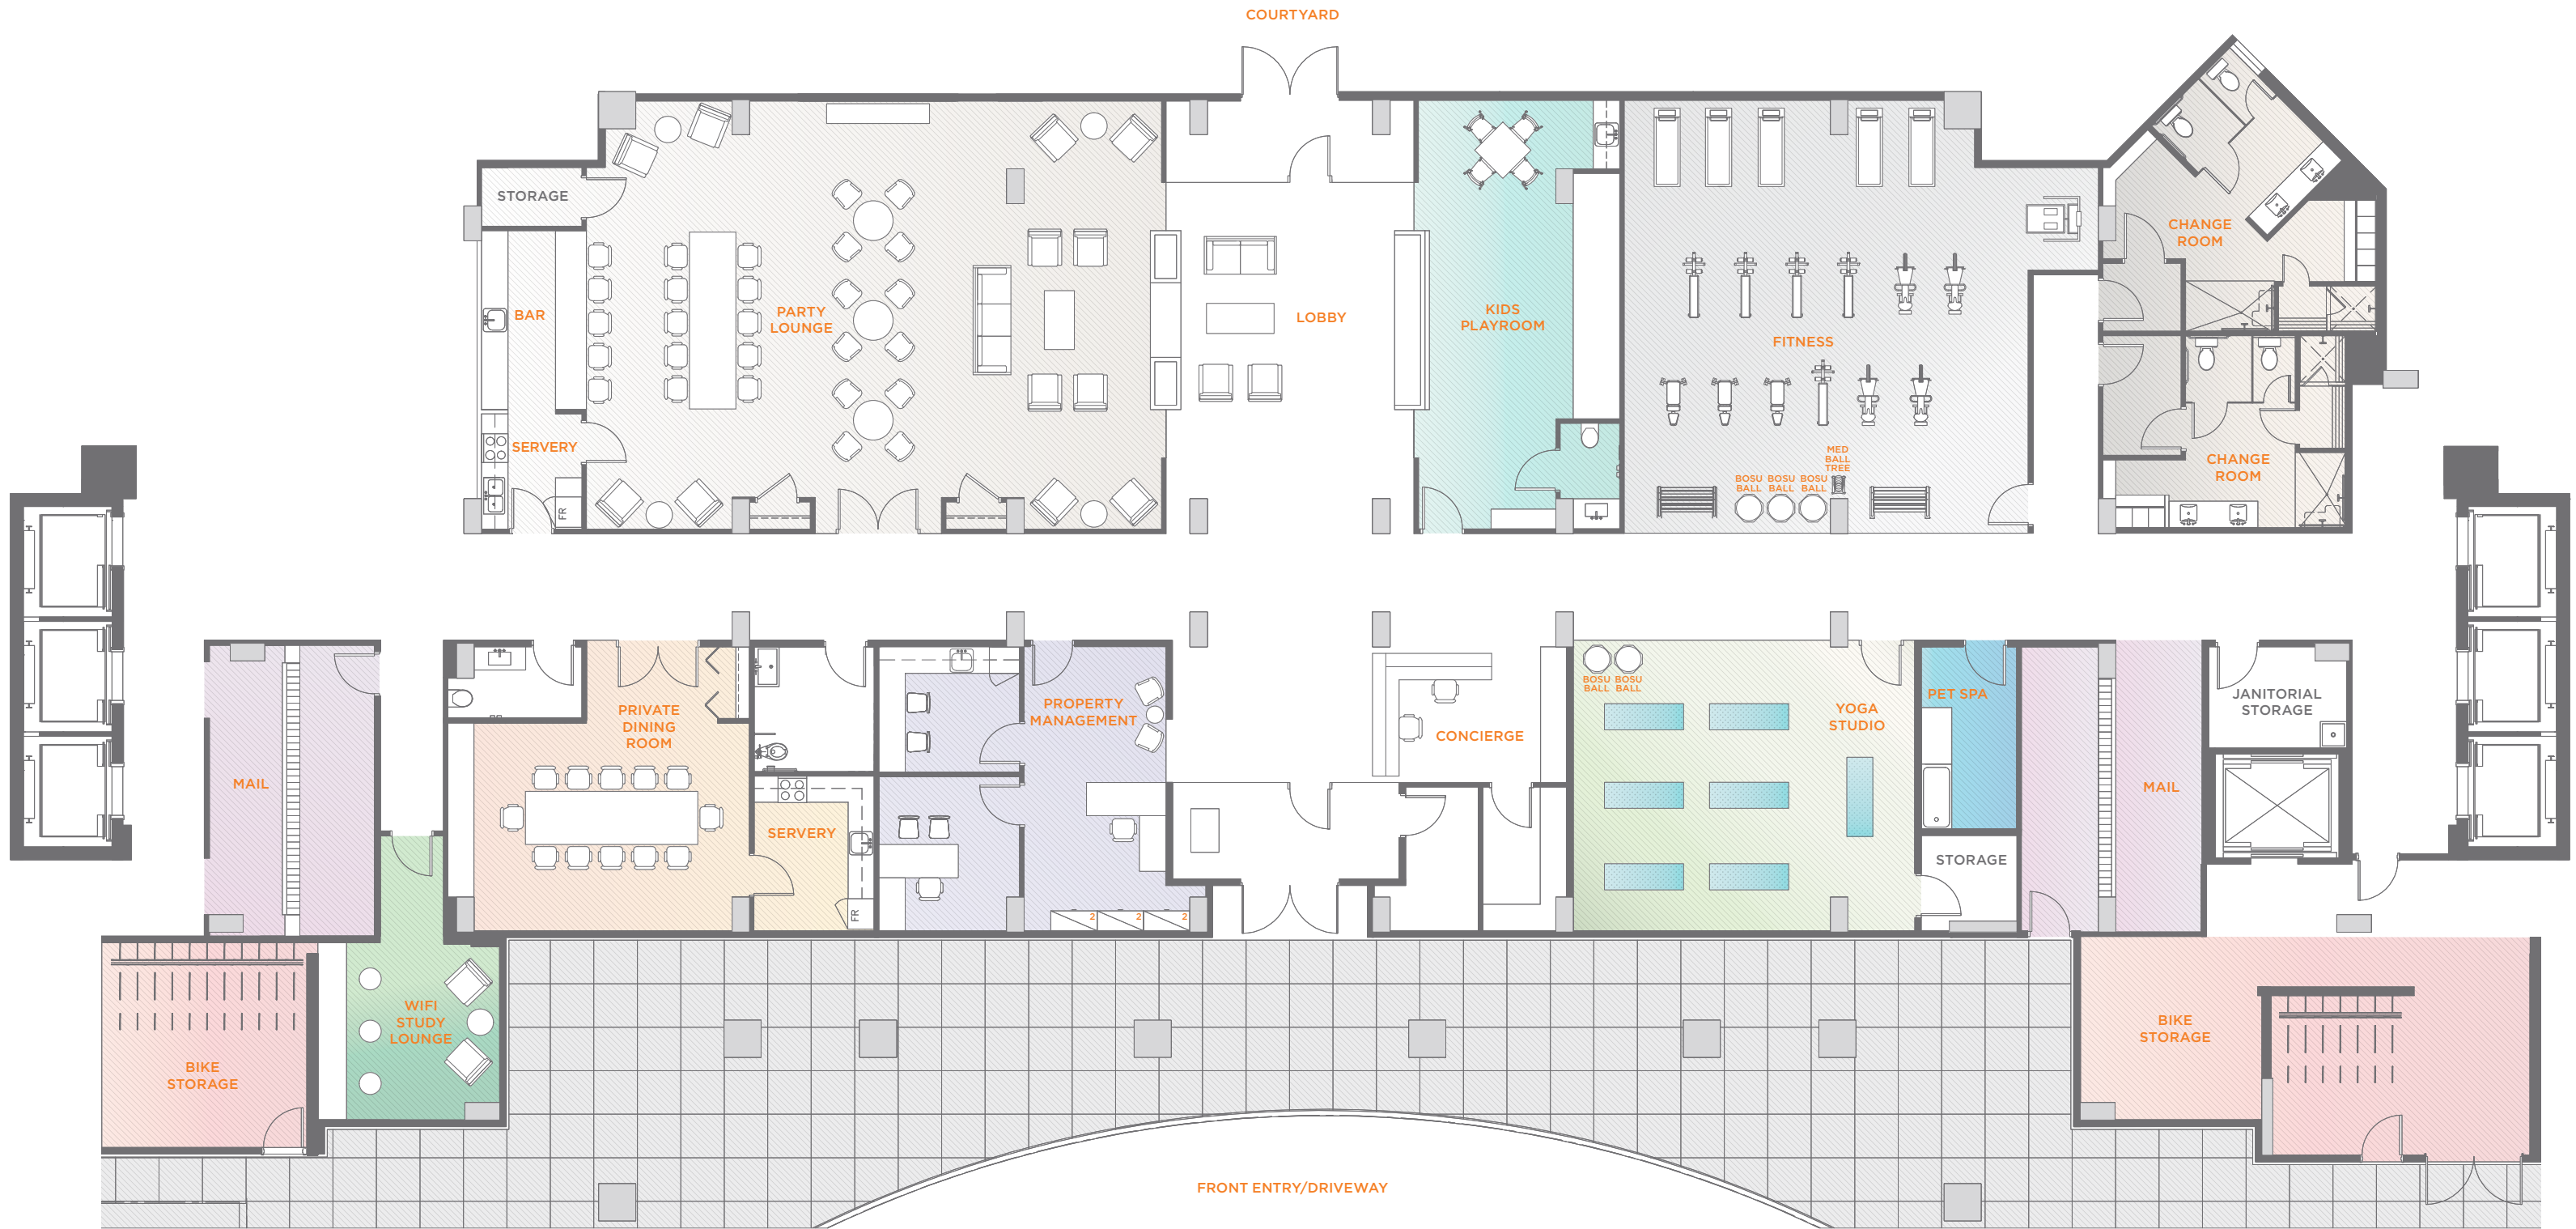 COURTYARD
STORAGE
BAR
SERVERY
FR
PARTY
LOUNGE
LOBBY
KIDS
PLAYROOM
FITNESS
MED
BALL
TREE
BOSU
BALL
BOSU
BALL
BOSU
BALL
CHANGE
ROOM
CHANGE
ROOM
MAIL
PRIVATE
DINING
ROOM
SERVERY
FR
PROPERTY
MANAGEMENT
2
2
2
CONCIERGE
BOSU
BALL
BOSU
BALL
YOGA
STUDIO
PET SPA
STORAGE
MAIL
JANITORIAL
STORAGE
BIKE
STORAGE
WIFI
STUDY
LOUNGE
BIKE
STORAGE
FRONT ENTRY/DRIVEWAY